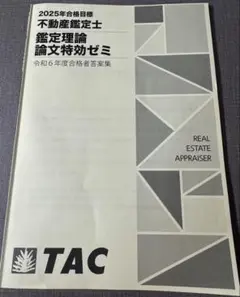 2025年合格目標
不動産鑑定士
鑑定理論
論文特効ゼミ
令和6年度合格者答案集
REAL
ESTATE
APPRAISER
TAC